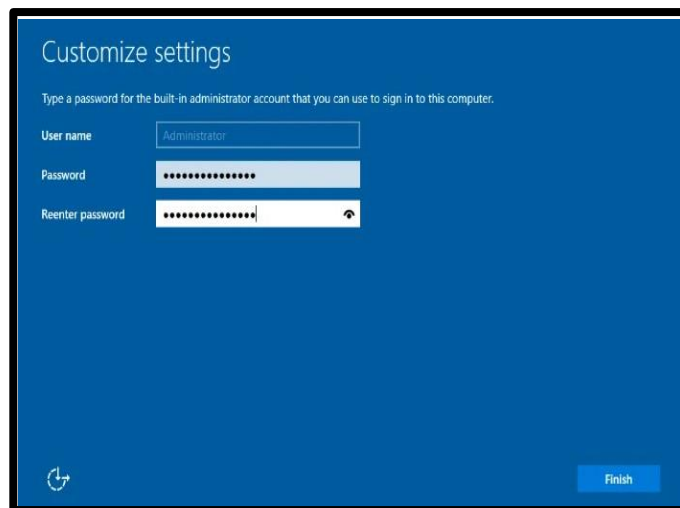 Customize settings
Type a password for the built-in administrator account that you can use to sign in to this computer.
User name
Administrator
Password
•••••••••••••••
Reenter password
•••••••••••••••
Finish